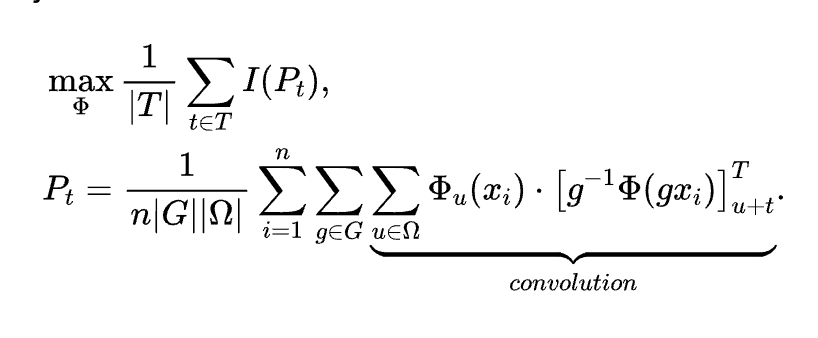 \max_{\Phi} \frac{1}{|T|} \sum_{t \in T} I(P_t),
P_t = \frac{1}{n|G||\Omega|} \sum_{i=1}^{n} \sum_{g \in G} \underbrace{\sum_{u \in \Omega} \Phi_u(x_i) \cdot \left[ g^{-1} \Phi(g x_i) \right]_{u+t}^{T}}_{convolution}.